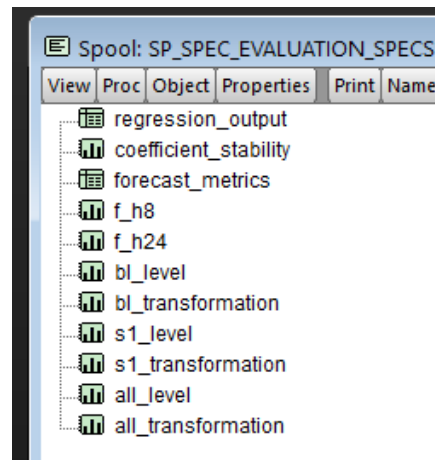 Spool: SP_SPEC_EVALUATION_SPECS
View Proc Object Properties Print Name
regression_output
coefficient_stability
forecast_metrics
f_h8
f_h24
bl_level
bl_transformation
s1_level
s1_transformation
all_level
all_transformation